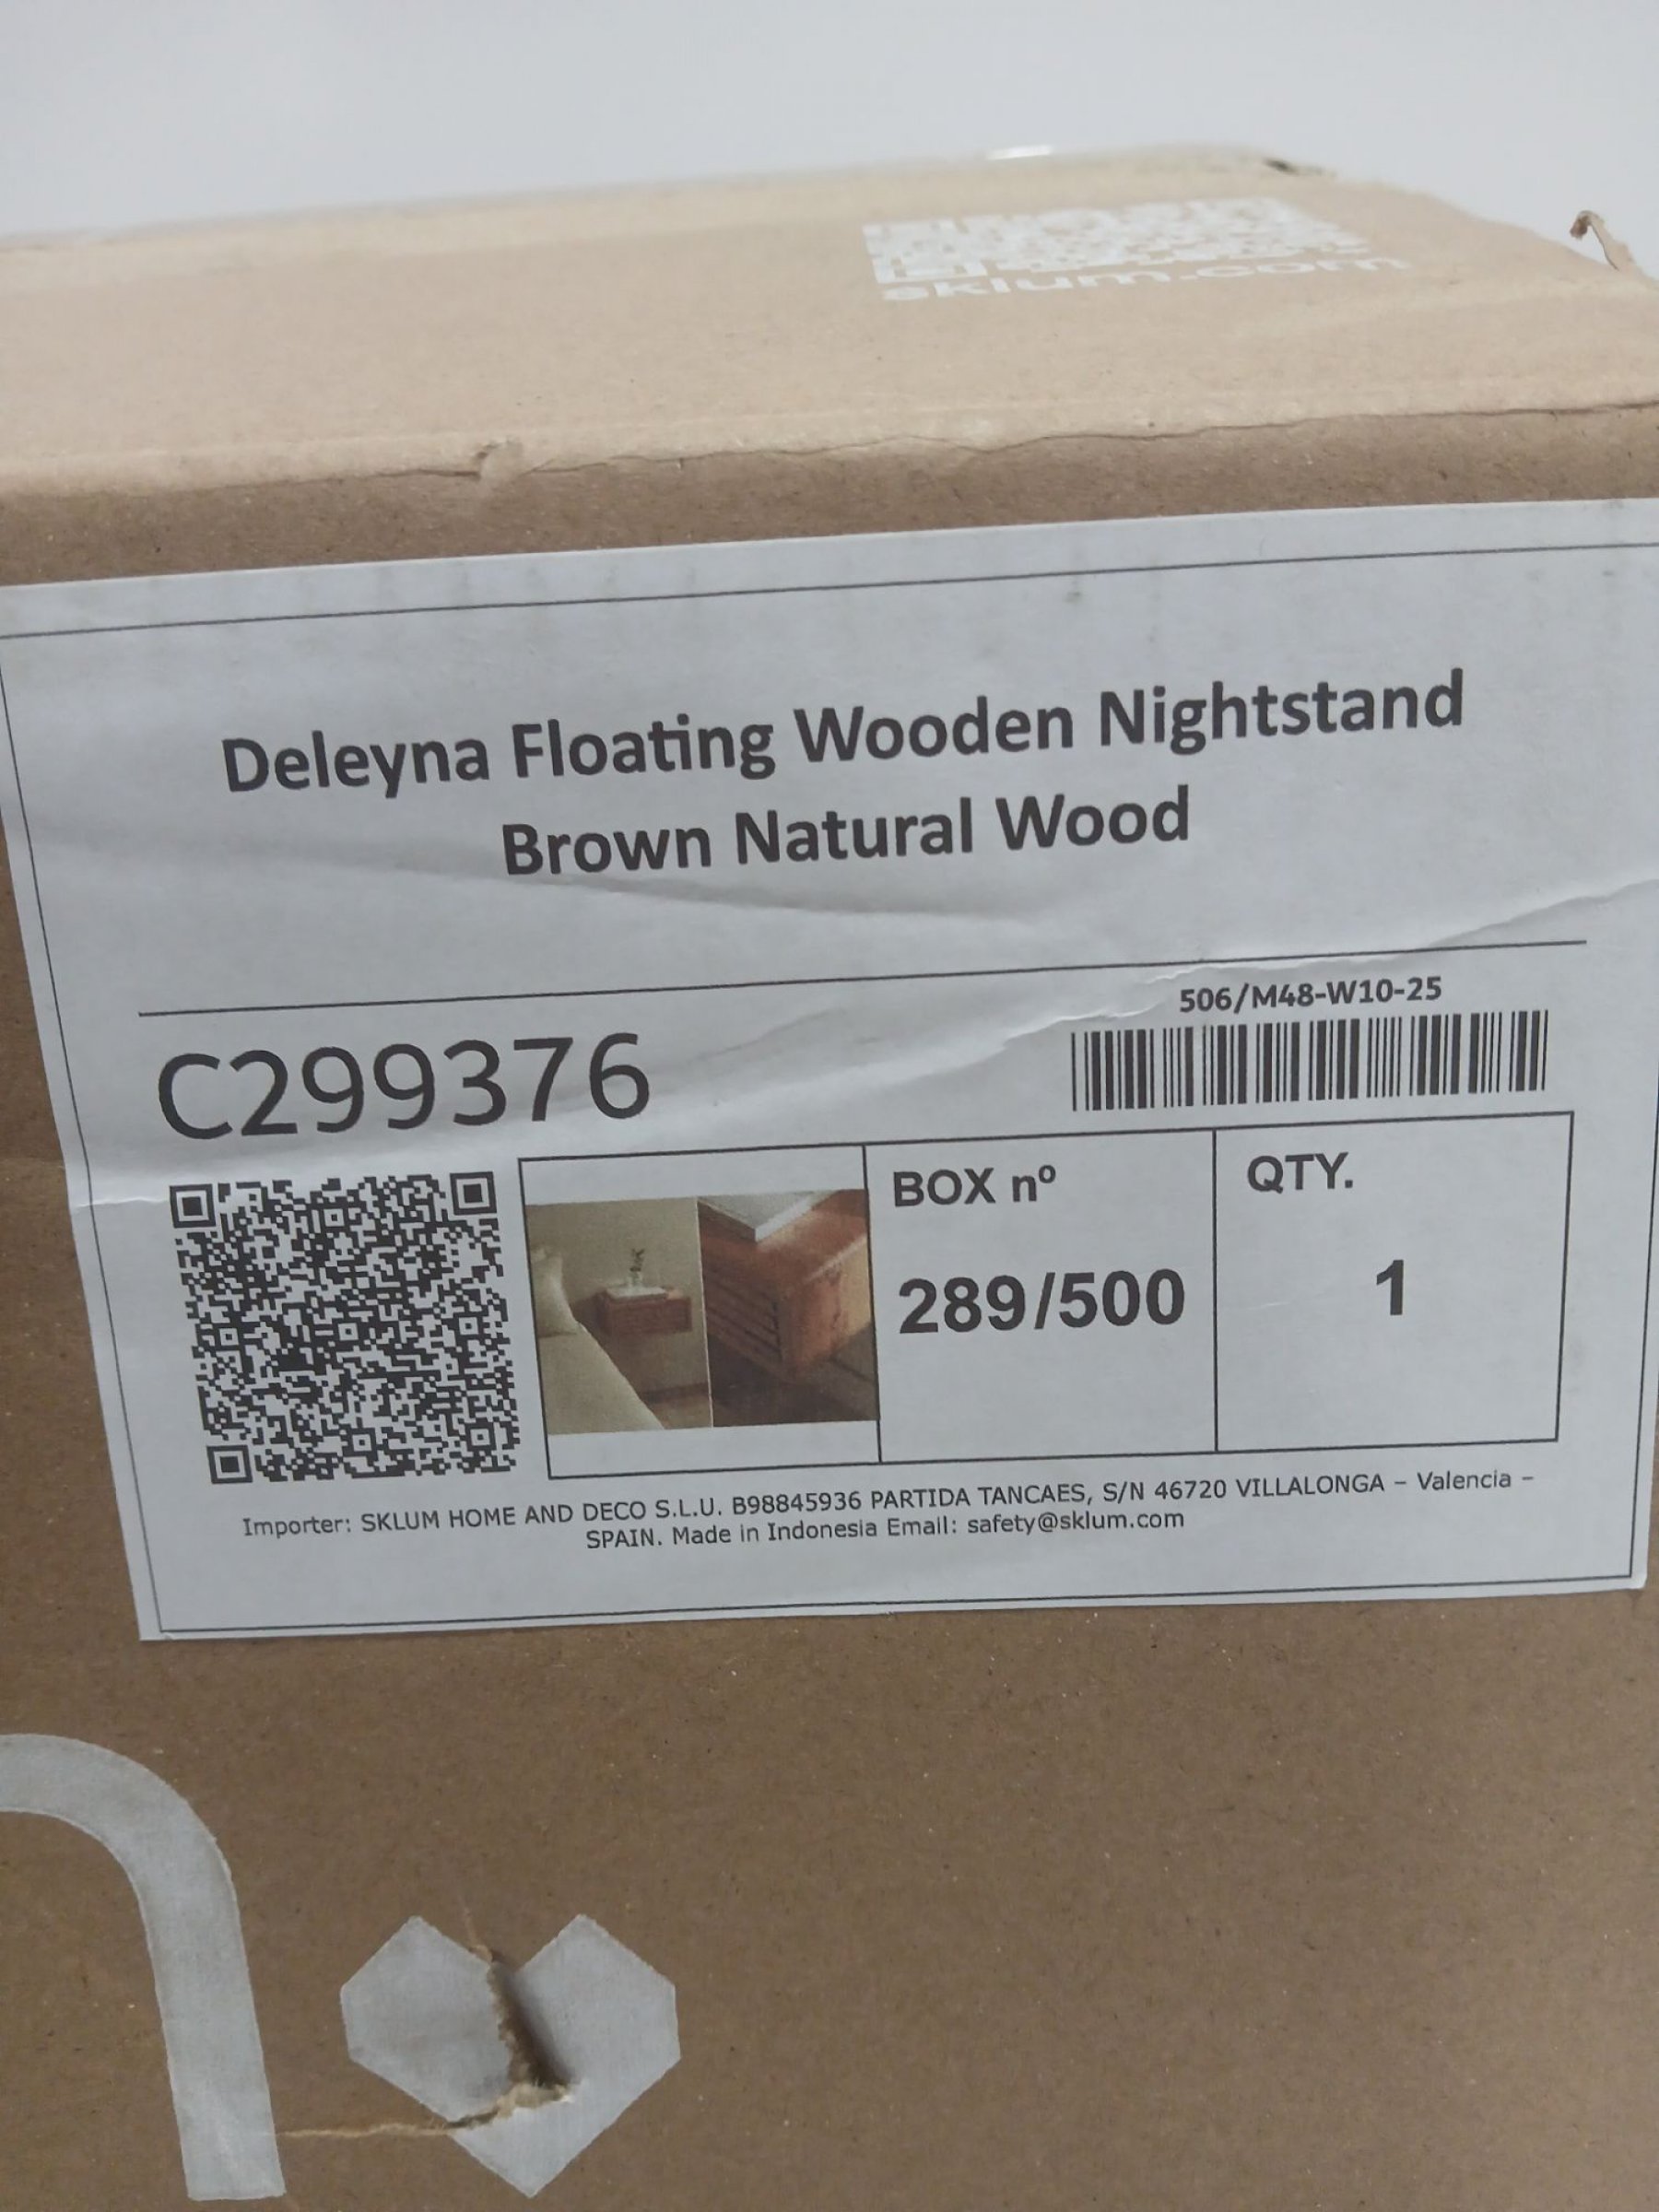 sklum.com
Deleyna Floating Wooden Nightstand
Brown Natural Wood
506/M48-W10-25
C299376
BOX nº
QTY.
289/500
1
Importer: SKLUM HOME AND DECO S.L.U. B98845936 PARTIDA TANCAES, S/N 46720 VILLALONGA – Valencia –
SPAIN. Made in Indonesia Email: safety@sklum.com